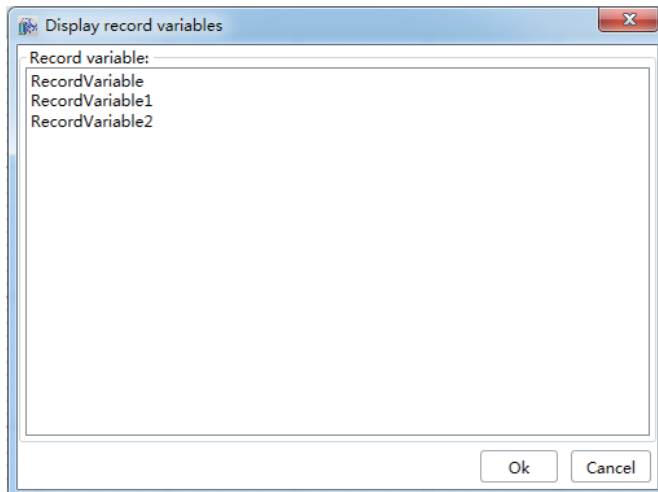 Display record variables
Record variable:
RecordVariable
RecordVariable1
RecordVariable2
Ok
Cancel